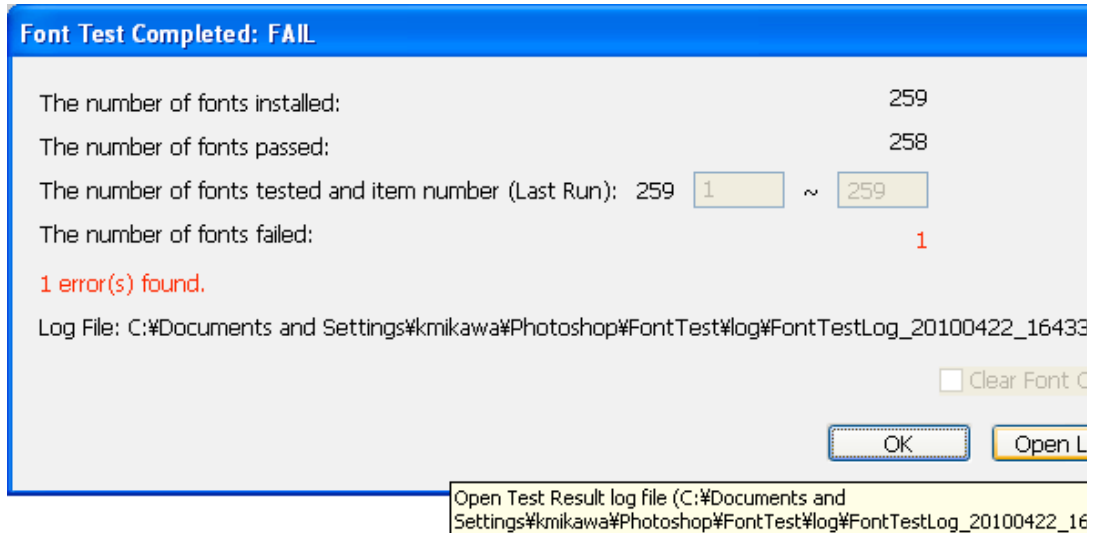 Font Test Completed: FAIL
The number of fonts installed: 259
The number of fonts passed: 258
The number of fonts tested and item number (Last Run): 259 1 ~ 259
The number of fonts failed: 1
1 error(s) found.
Log File: C:¥Documents and Settings¥kmikawa¥Photoshop¥FontTest¥log¥FontTestLog_20100422_16433
Clear Font C
OK Open L
Open Test Result log file (C:¥Documents and
Settings¥kmikawa¥Photoshop¥FontTest¥log¥FontTestLog_20100422_16